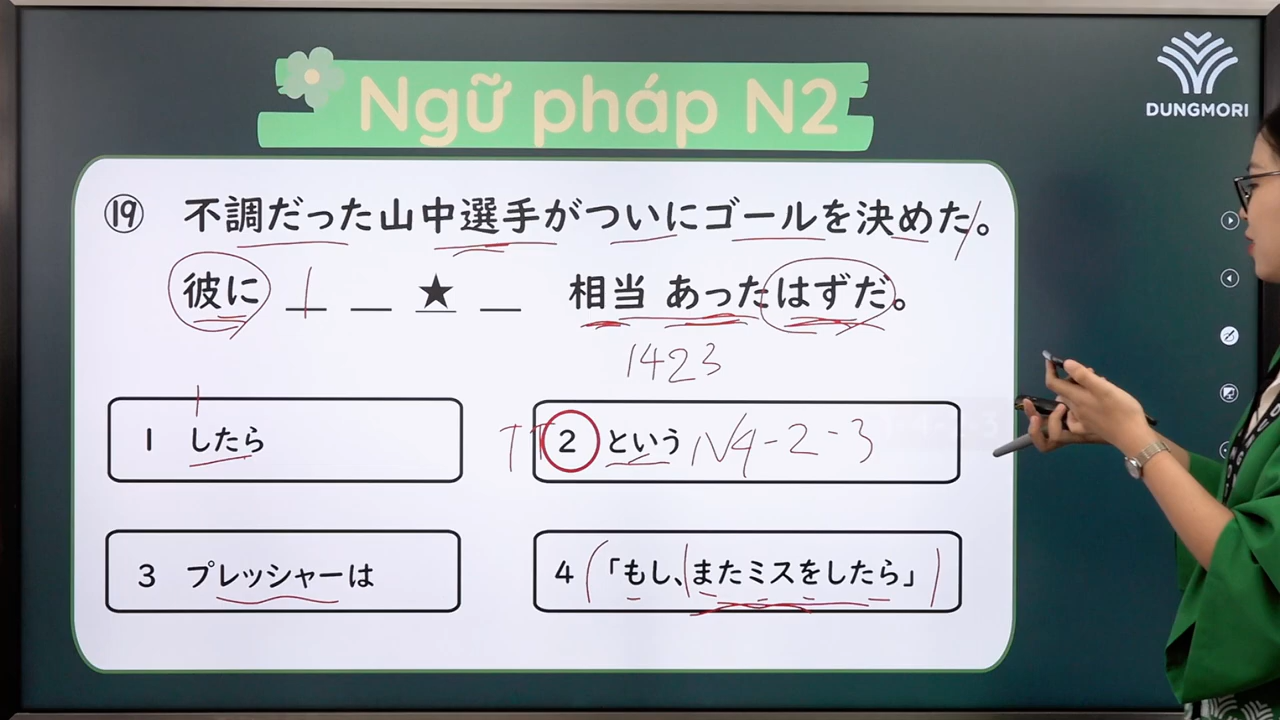 Ngữ pháp N2
DUNGMORI
⑲ 不調だった山中選手がついにゴールを決めた。
彼に __ __ ★ __ 相当 あったはずだ。
1423
1 したら
2 という N4-2-3
3 プレッシャーは
4 「もし、またミスをしたら」